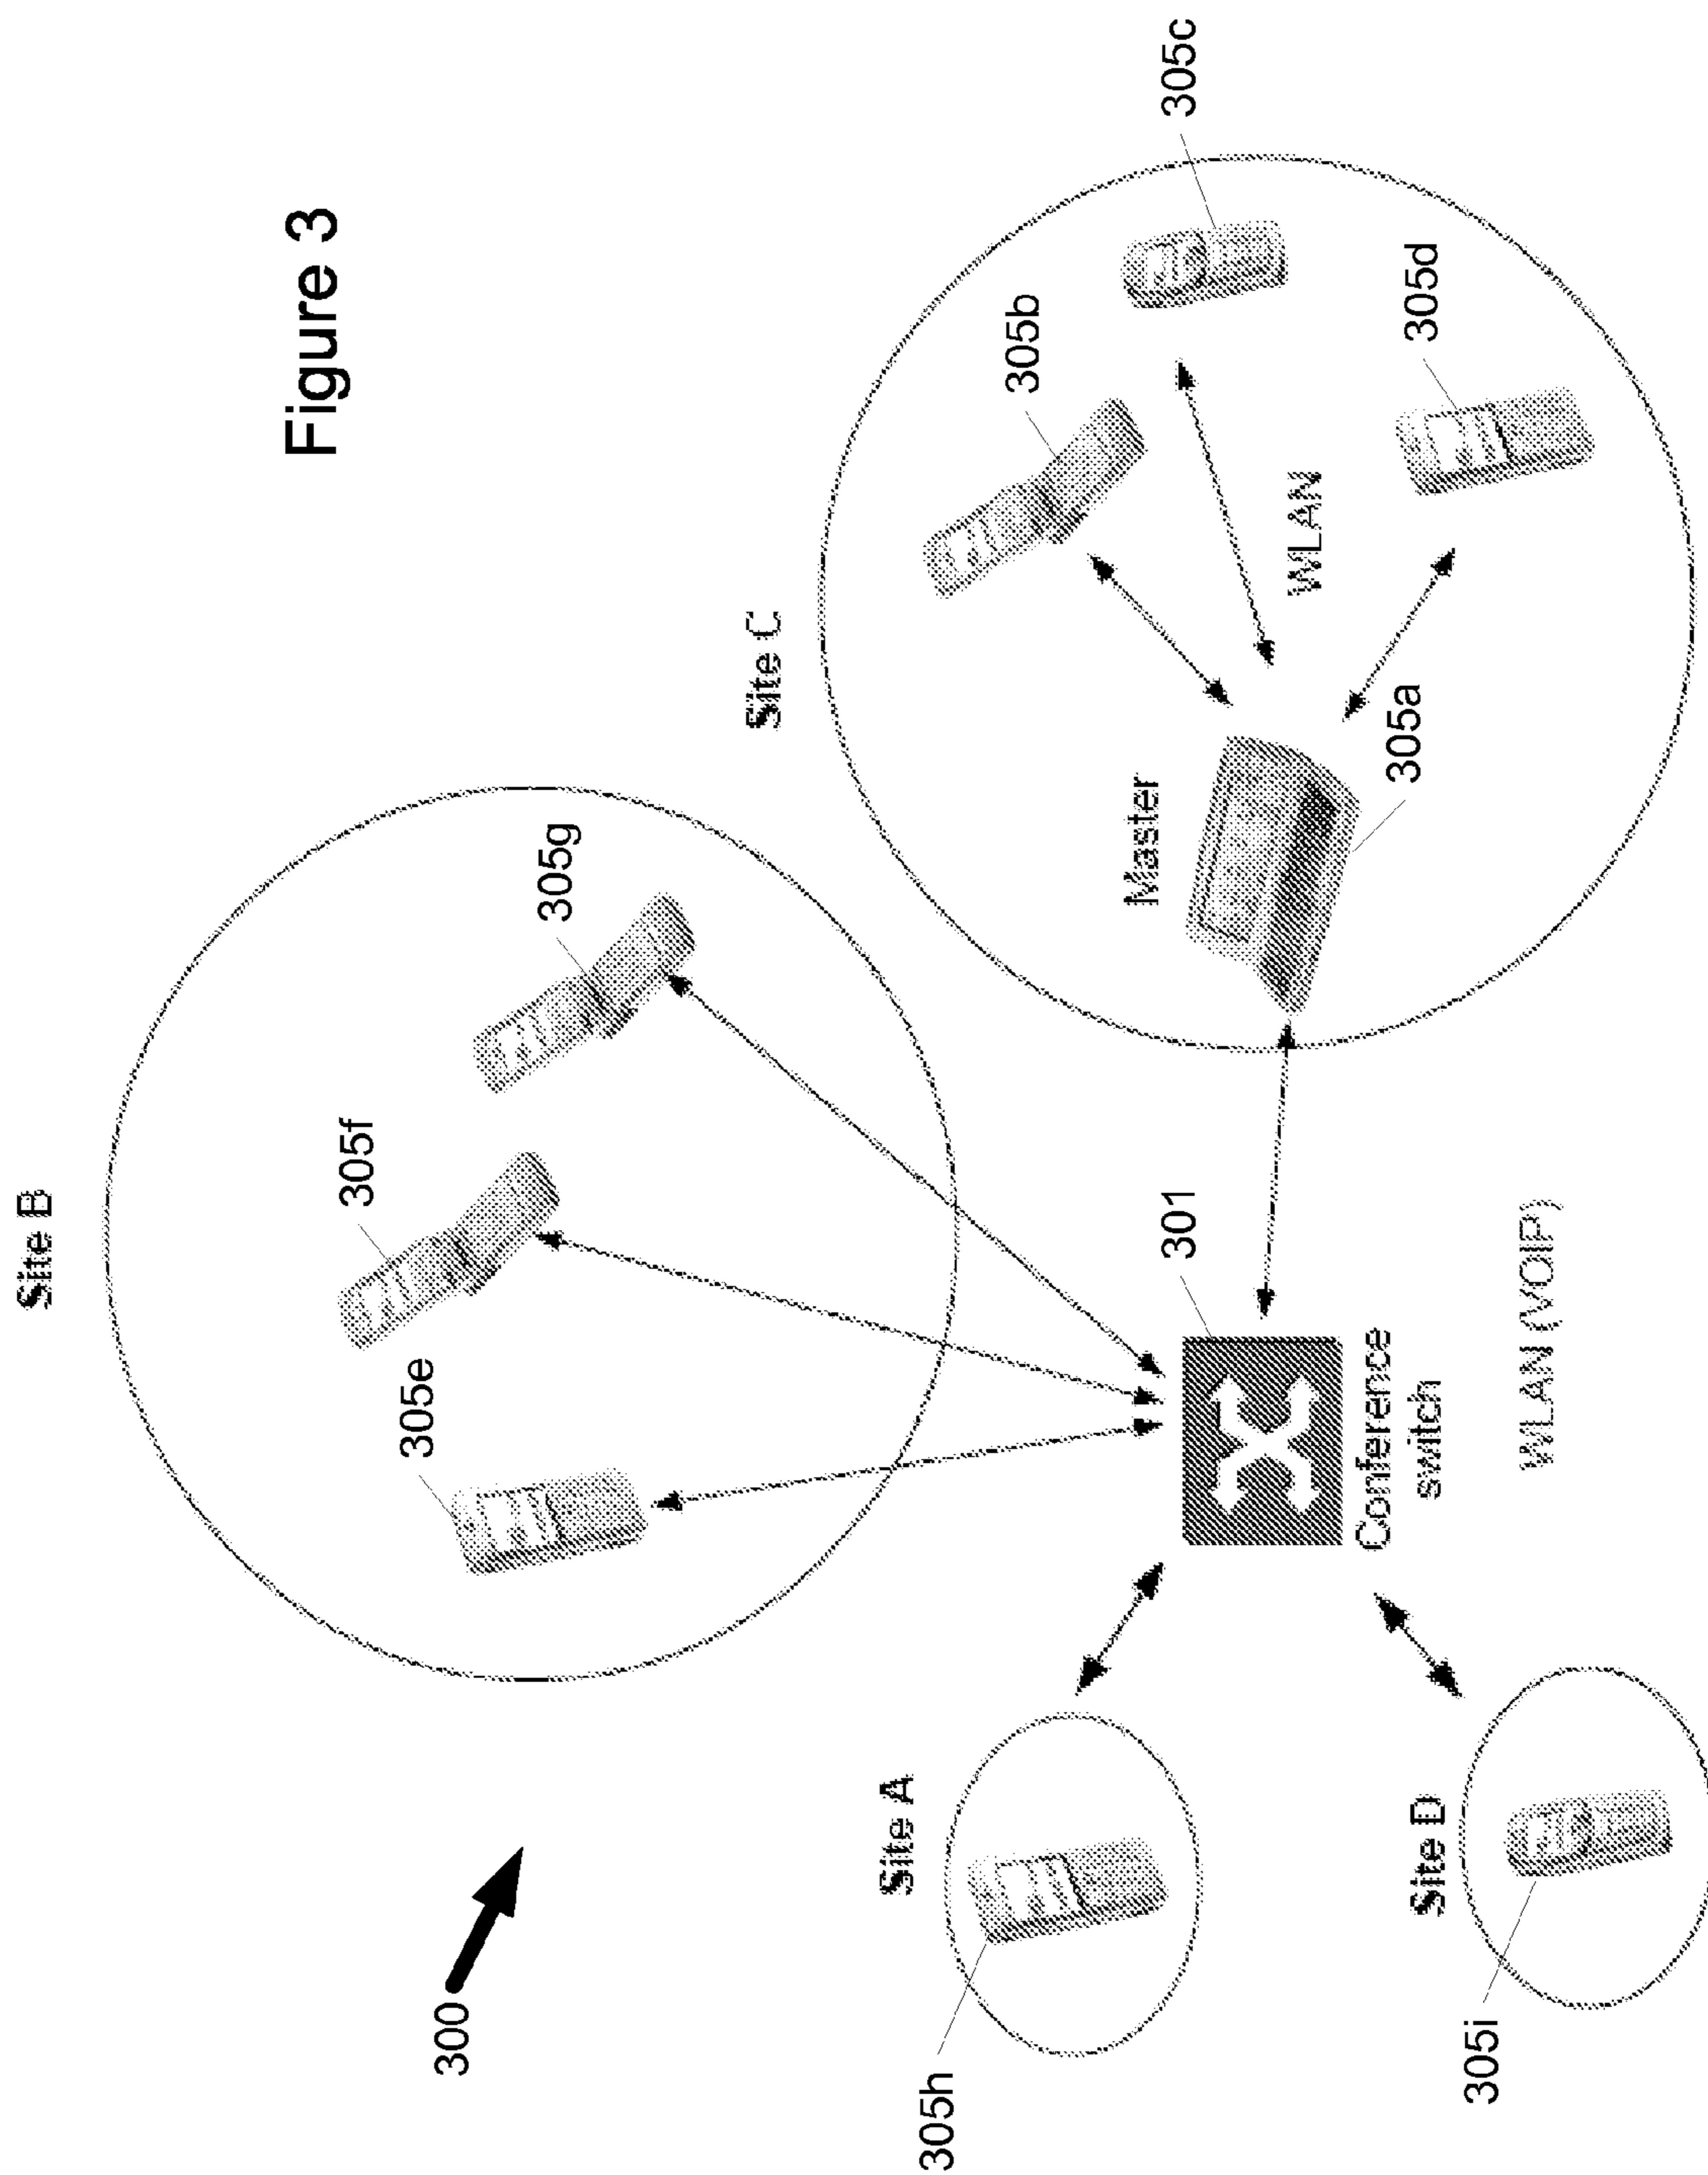 Figure 3
300
Site B
305e
305f
305g
Site C
305b
305c
305d
WLAN
Master
305a
301
Conference
switch
WLAN (VOIP)
Site A
305h
Site D
305i